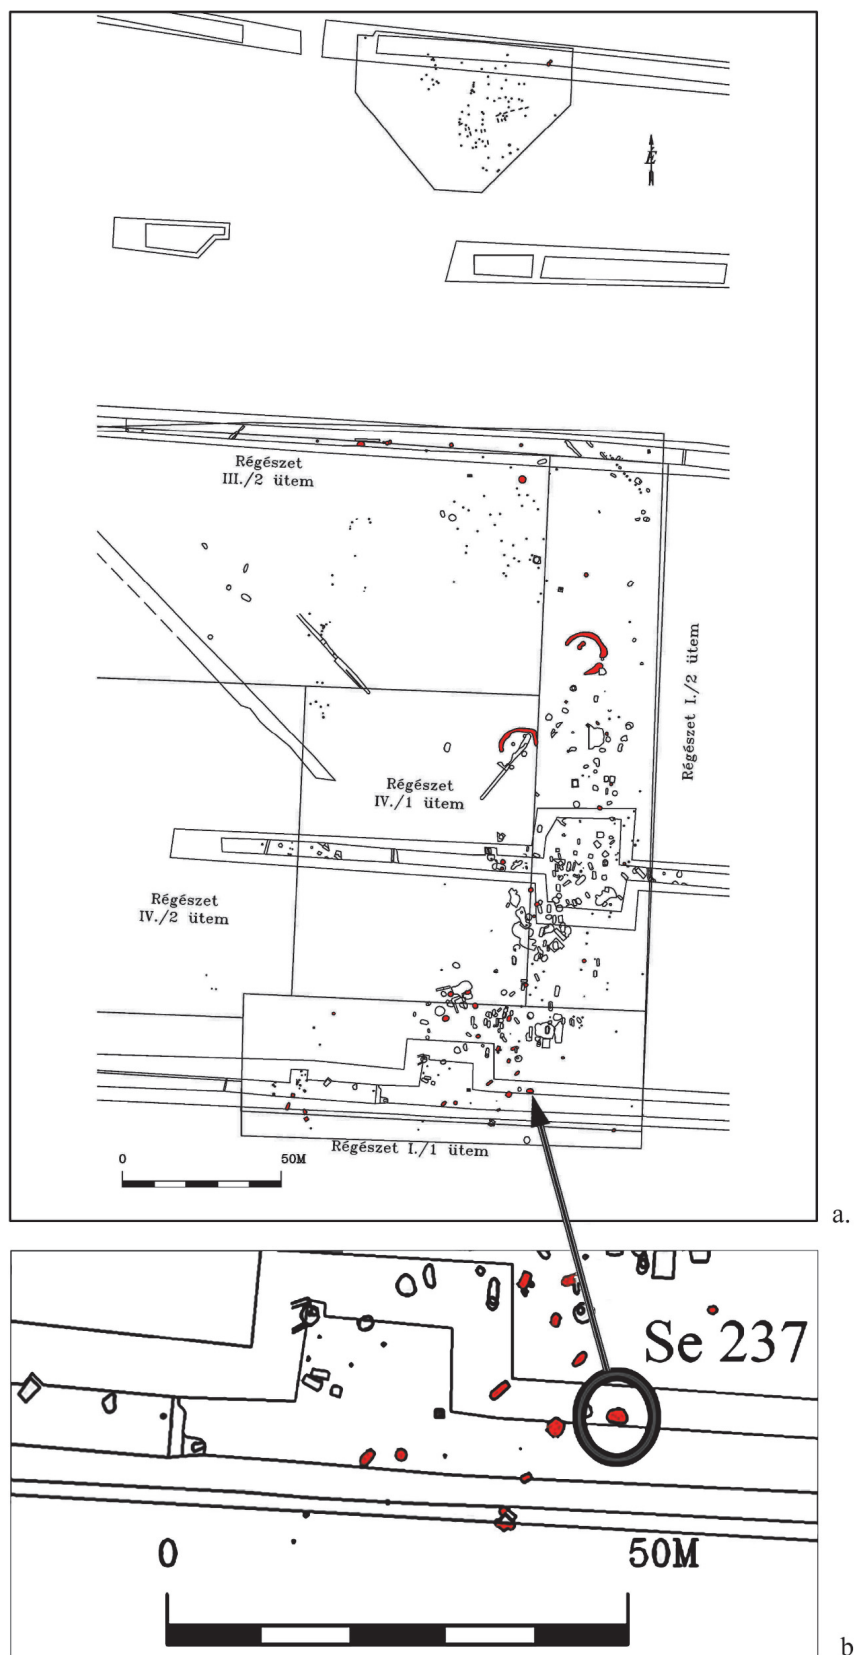 É
Régészet
III./2 ütem
Régészet I./2 ütem
Régészet
IV./1 ütem
Régészet
IV./2 ütem
Régészet I./1 ütem
0 50M
a.
Se 237
0 50M
b